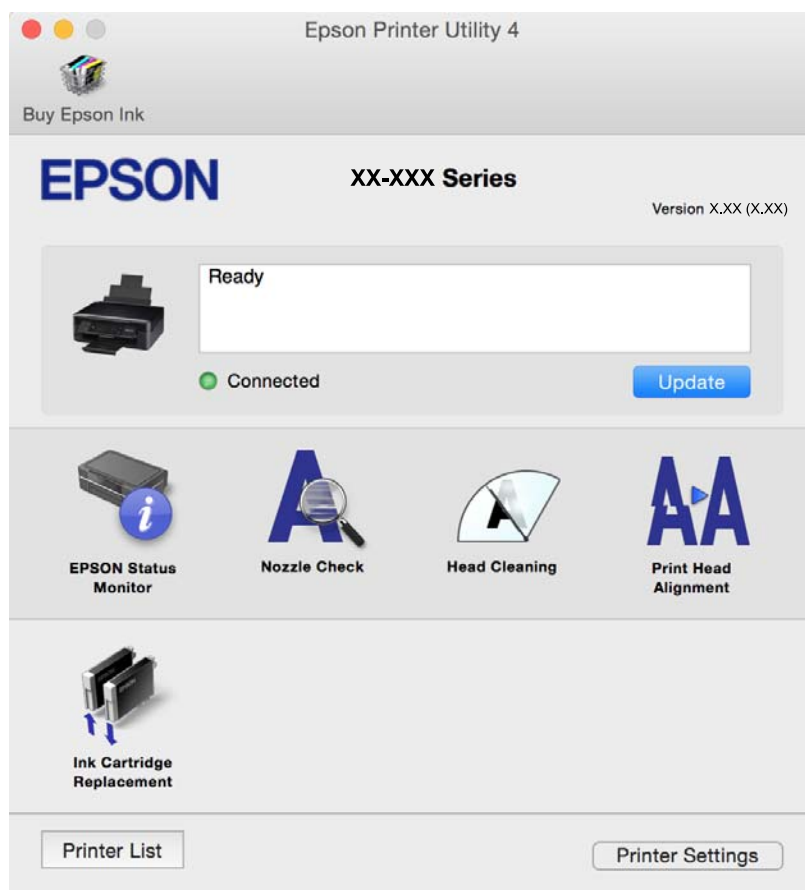 Epson Printer Utility 4
Buy Epson Ink
EPSON
XX-XXX Series
Version X.XX (X.XX)
Ready
Connected
Update
EPSON Status
Monitor
Nozzle Check
Head Cleaning
Print Head
Alignment
Ink Cartridge
Replacement
Printer List
Printer Settings